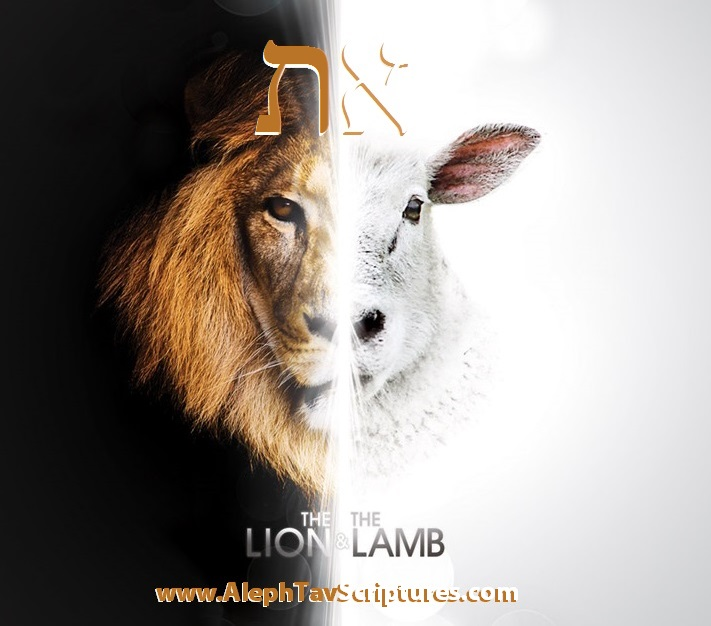 את
THE THE
LION & LAMB
www.AlephTavScriptures.com